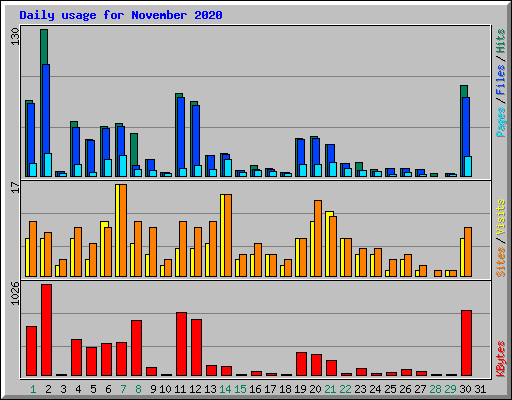 Daily usage for November 2020
130
Pages / Files / Hits
17
Sites / Visits
1026
KBytes
1 2 3 4 5 6 7 8 9 10 11 12 13 14 15 16 17 18 19 20 21 22 23 24 25 26 27 28 29 30 31